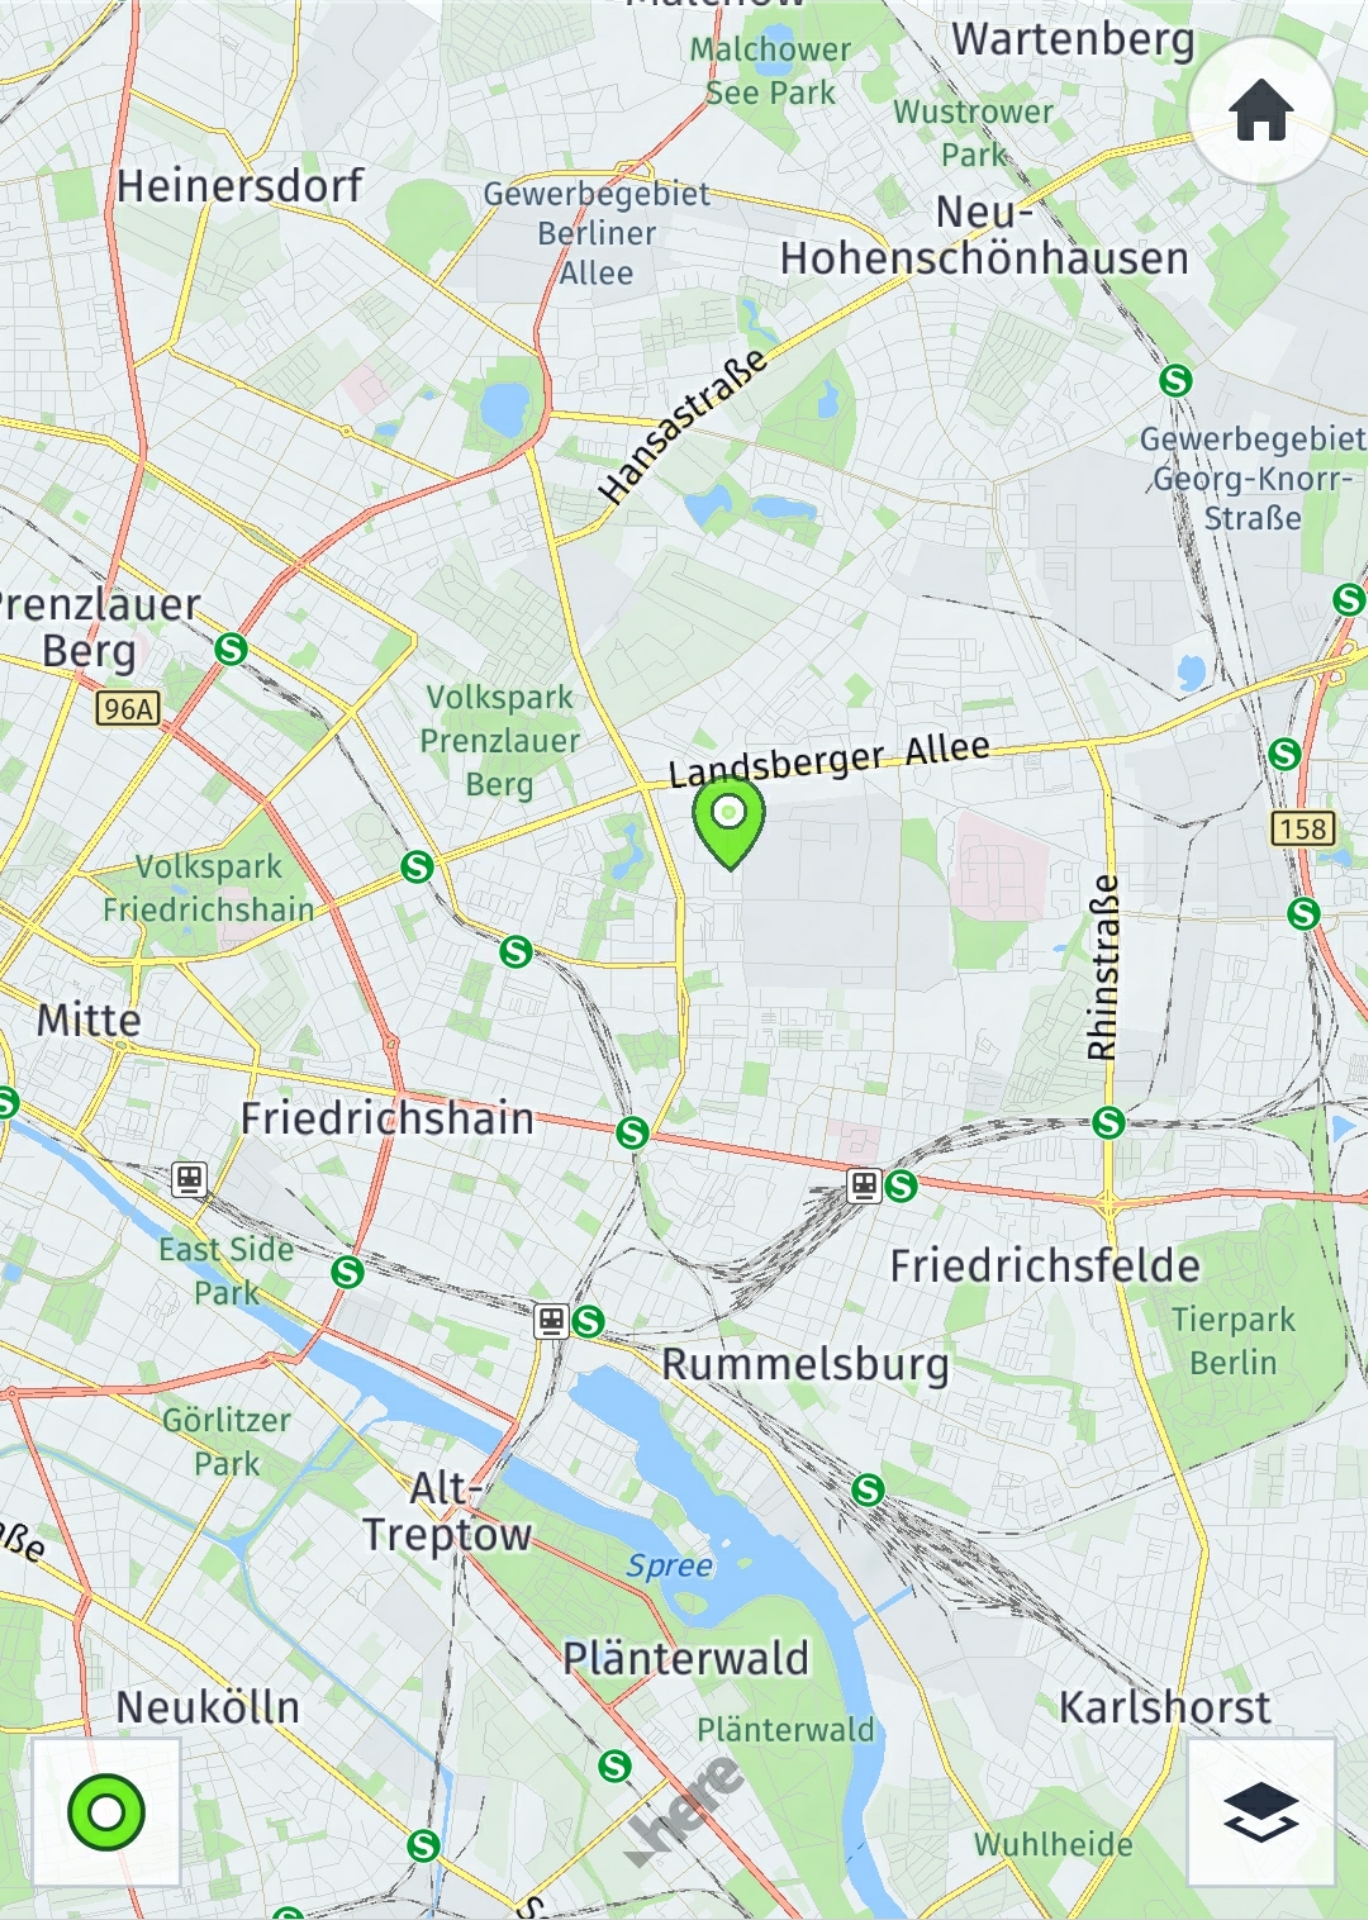 Wartenberg
Malchower
See Park
Wustrower
Park
Heinersdorf
Gewerbegebiet
Berliner
Allee
Neu-
Hohenschönhausen
Hansastraße
S
Gewerbegebiet
Georg-Knorr-
Straße
S
Prenzlauer
Berg
S
96A
Volkspark
Prenzlauer
Berg
Landsberger Allee
S
158
Volkspark
Friedrichshain
S
S
S
Rhinstraße
Mitte
S
Friedrichshain
S
S
S
East Side
Park
S
Friedrichsfelde
S
Tierpark
Berlin
Rummelsburg
Görlitzer
Park
Alt-
Treptow
S
Spree
Plänterwald
Neukölln
Karlshorst
Plänterwald
S
here
S
Wuhlheide
S